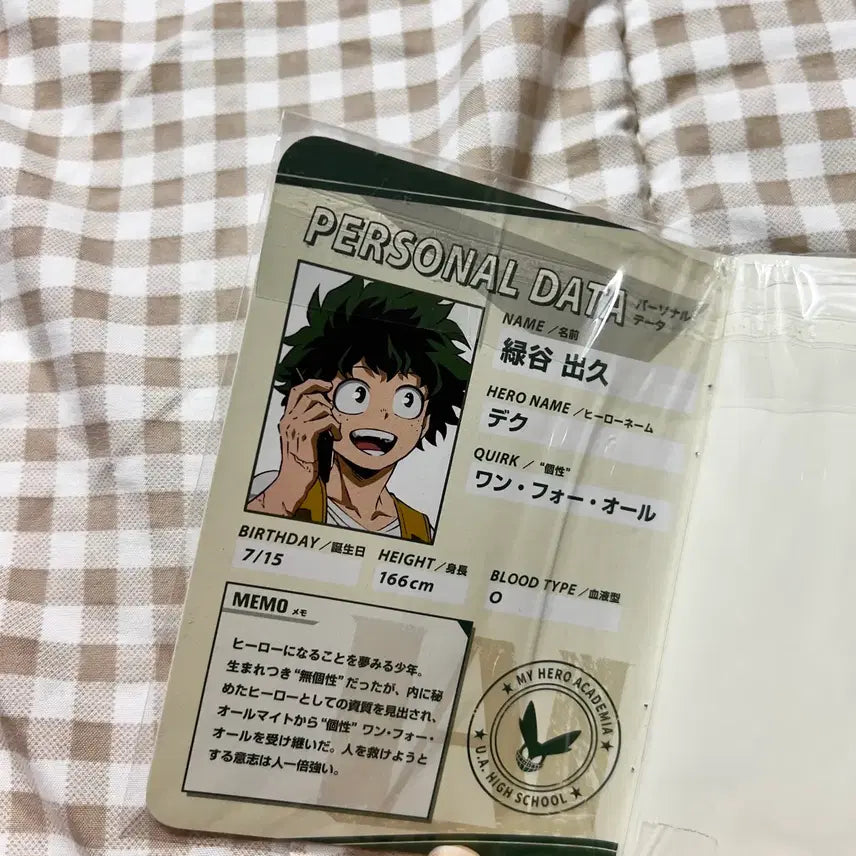 PERSONAL DATA パーソナルデータ
NAME／名前
緑谷 出久
HERO NAME／ヒーローネーム
デク
QUIRK／“個性”
ワン・フォー・オール
BIRTHDAY／誕生日
7/15
HEIGHT／身長
166cm
BLOOD TYPE／血液型
O
MEMO メモ
ヒーローになることを夢みる少年。
生まれつき“無個性”だったが、内に秘
めたヒーローとしての資質を見出され、
オールマイトから“個性” ワン・フォー・
オールを受け継いだ。人を救けようと
する意志は人一倍強い。
★ MY HERO ACADEMIA ★
★ U.A. HIGH SCHOOL ★